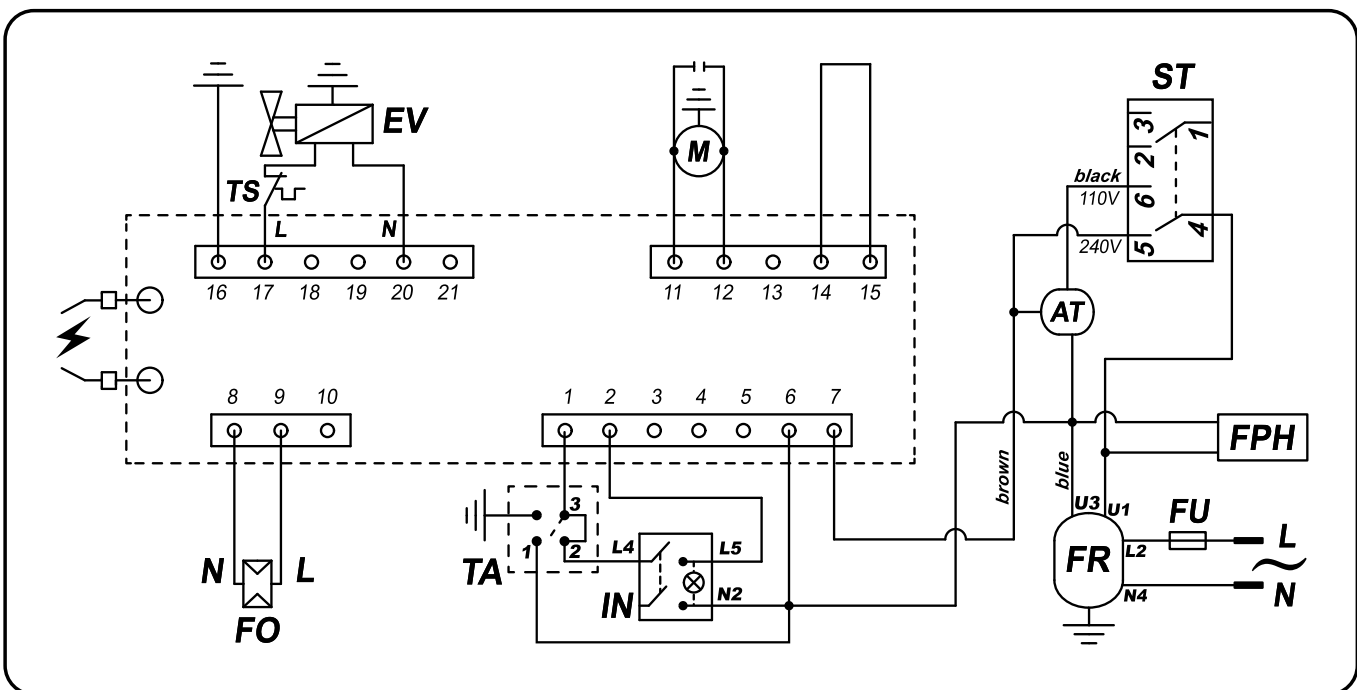 ST
EV
M
3
1
2
TS
black
110V
6
L
N
4
240V
5
16 17 18 19 20 21
11 12 13 14 15
AT
8 9 10
1 2 3 4 5 6 7
FPH
brown
blue
3
U3 U1
FU
1
2
L4
L5
L2
L
TA
FR
N
L
IN
N2
N4
N
FO